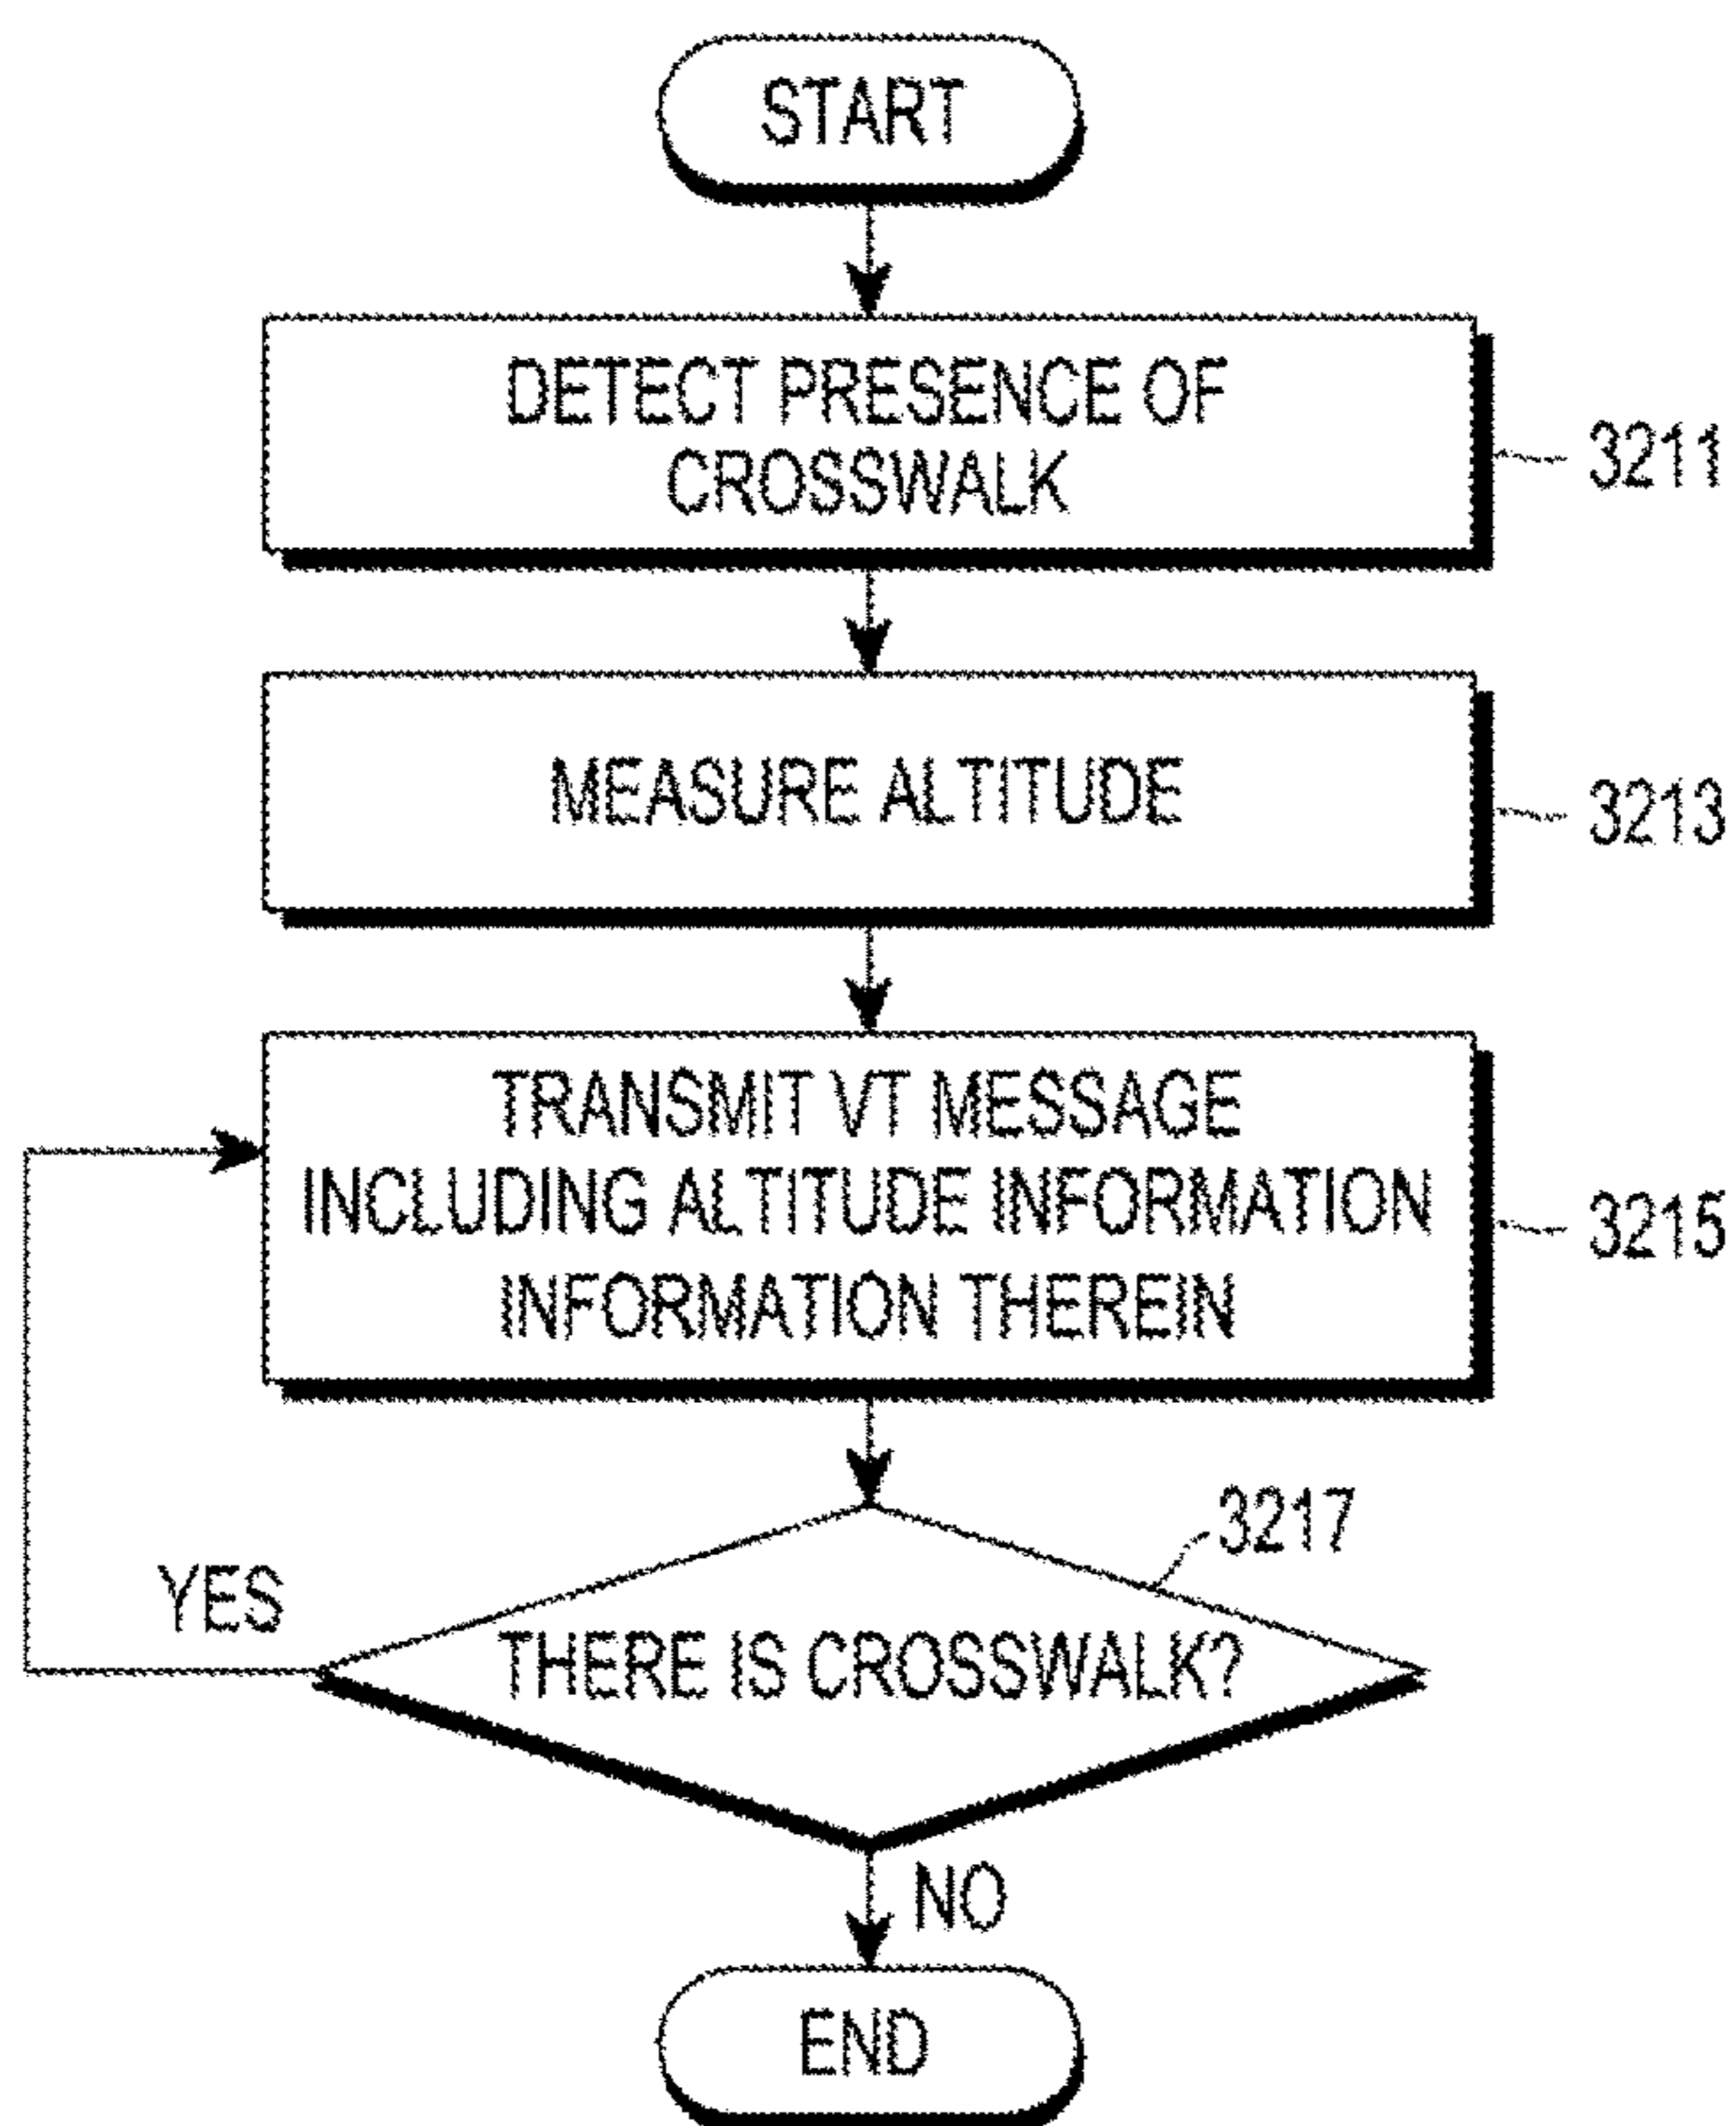 START
DETECT PRESENCE OF
CROSSWALK
3211
MEASURE ALTITUDE
3213
TRANSMIT VT MESSAGE
INCLUDING ALTITUDE INFORMATION
INFORMATION THEREIN
3215
3217
YES
THERE IS CROSSWALK?
NO
END